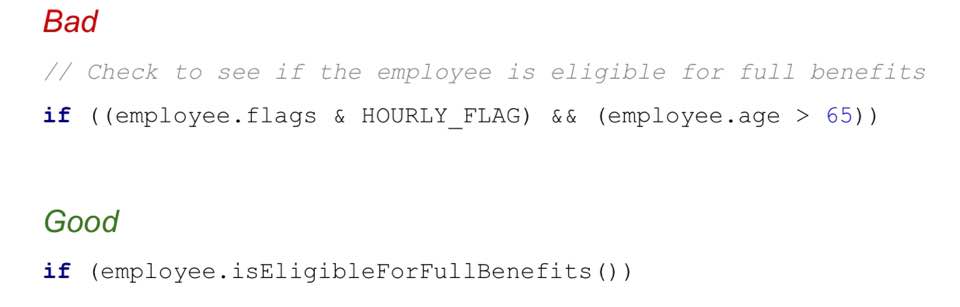 Bad
// Check to see if the employee is eligible for full benefits
if ((employee.flags & HOURLY_FLAG) && (employee.age > 65))
Good
if (employee.isEligibleForFullBenefits())